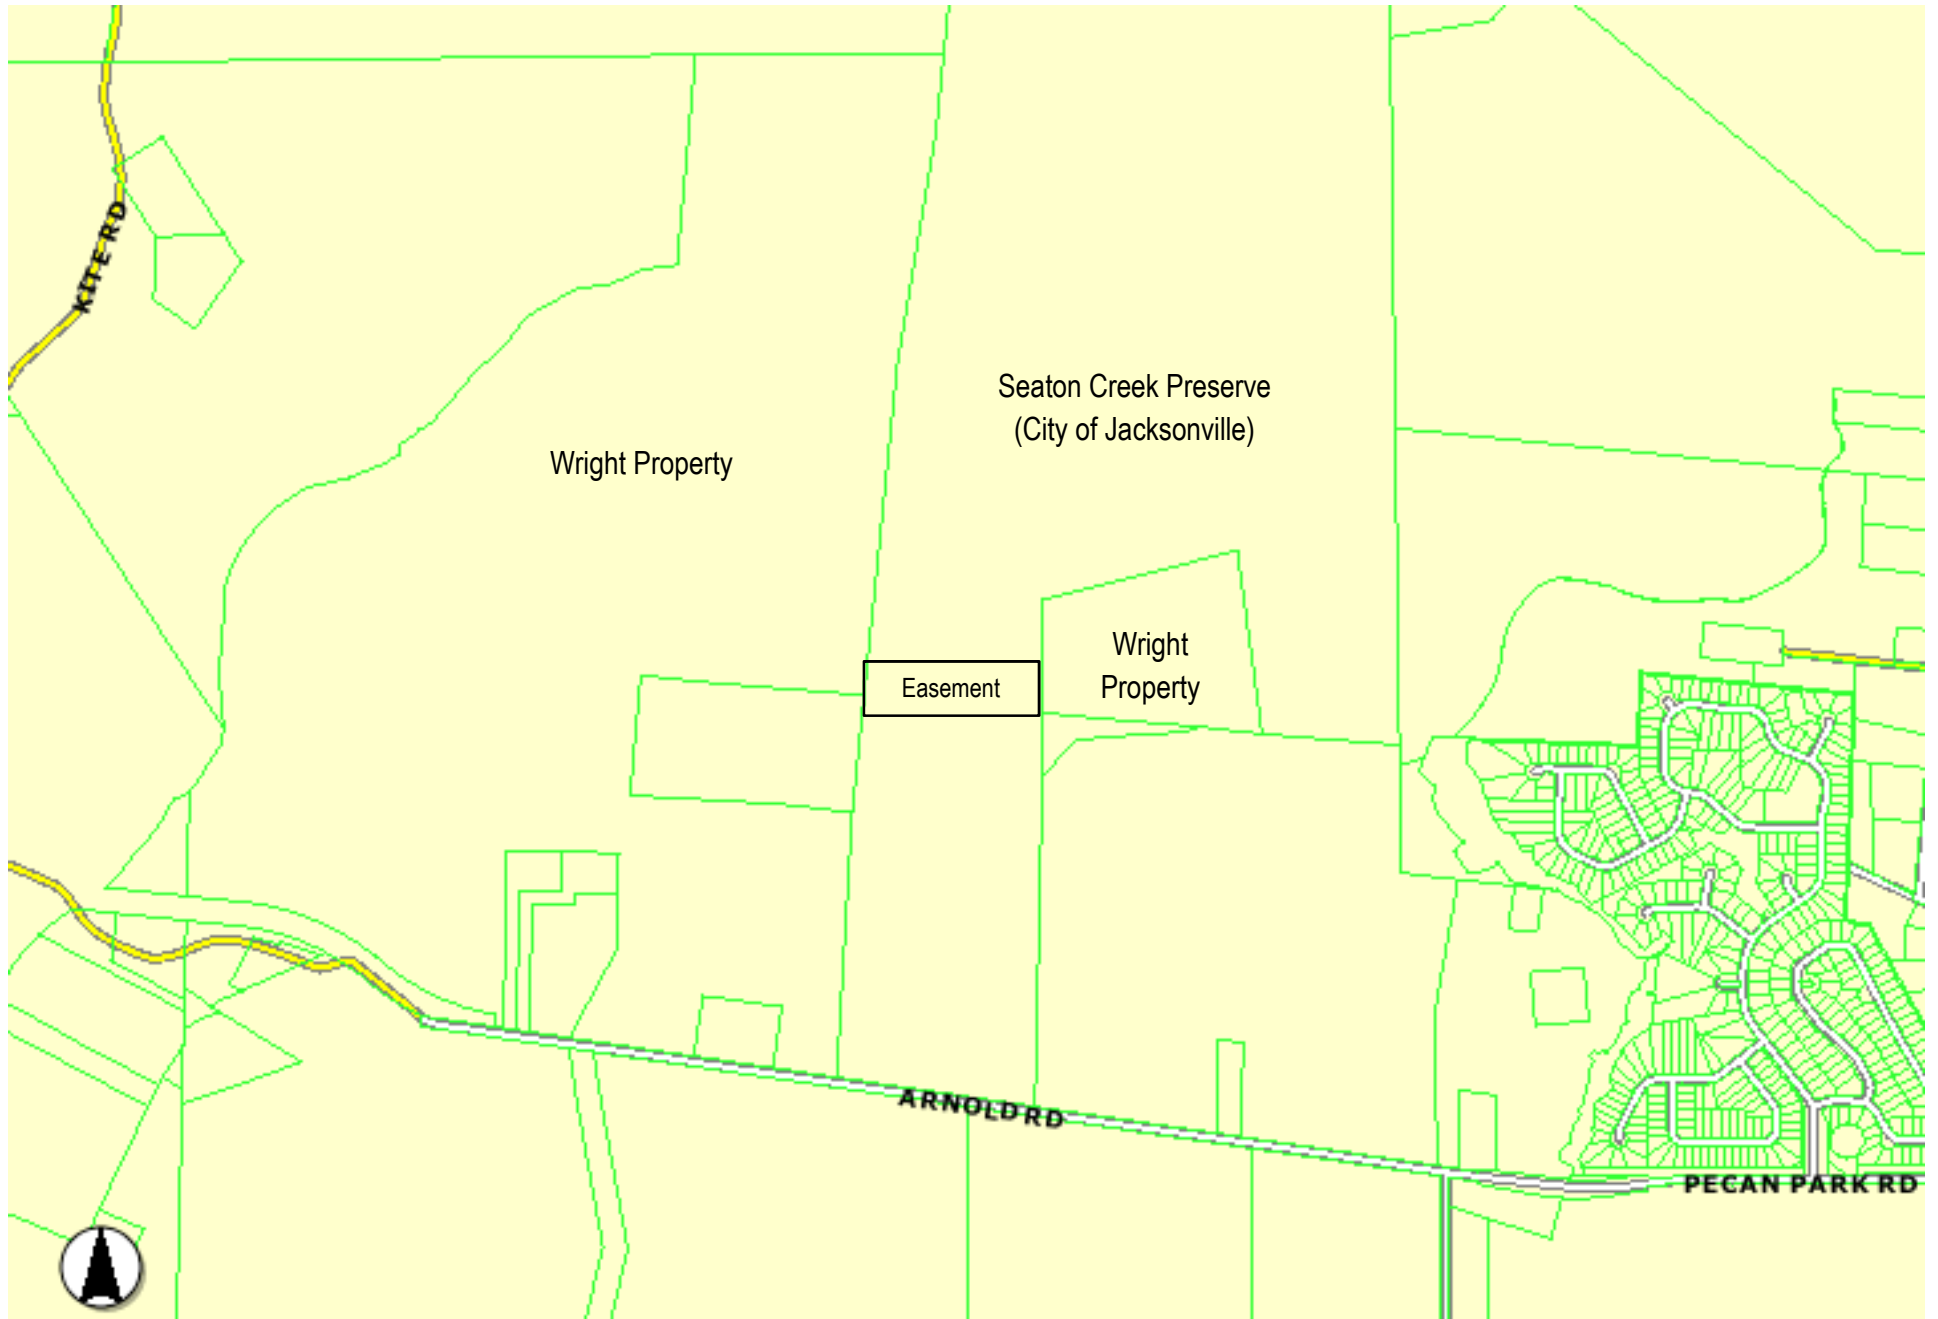 KITE RD
Seaton Creek Preserve
(City of Jacksonville)
Wright Property
Wright
Property
Easement
ARNOLD RD
PECAN PARK RD